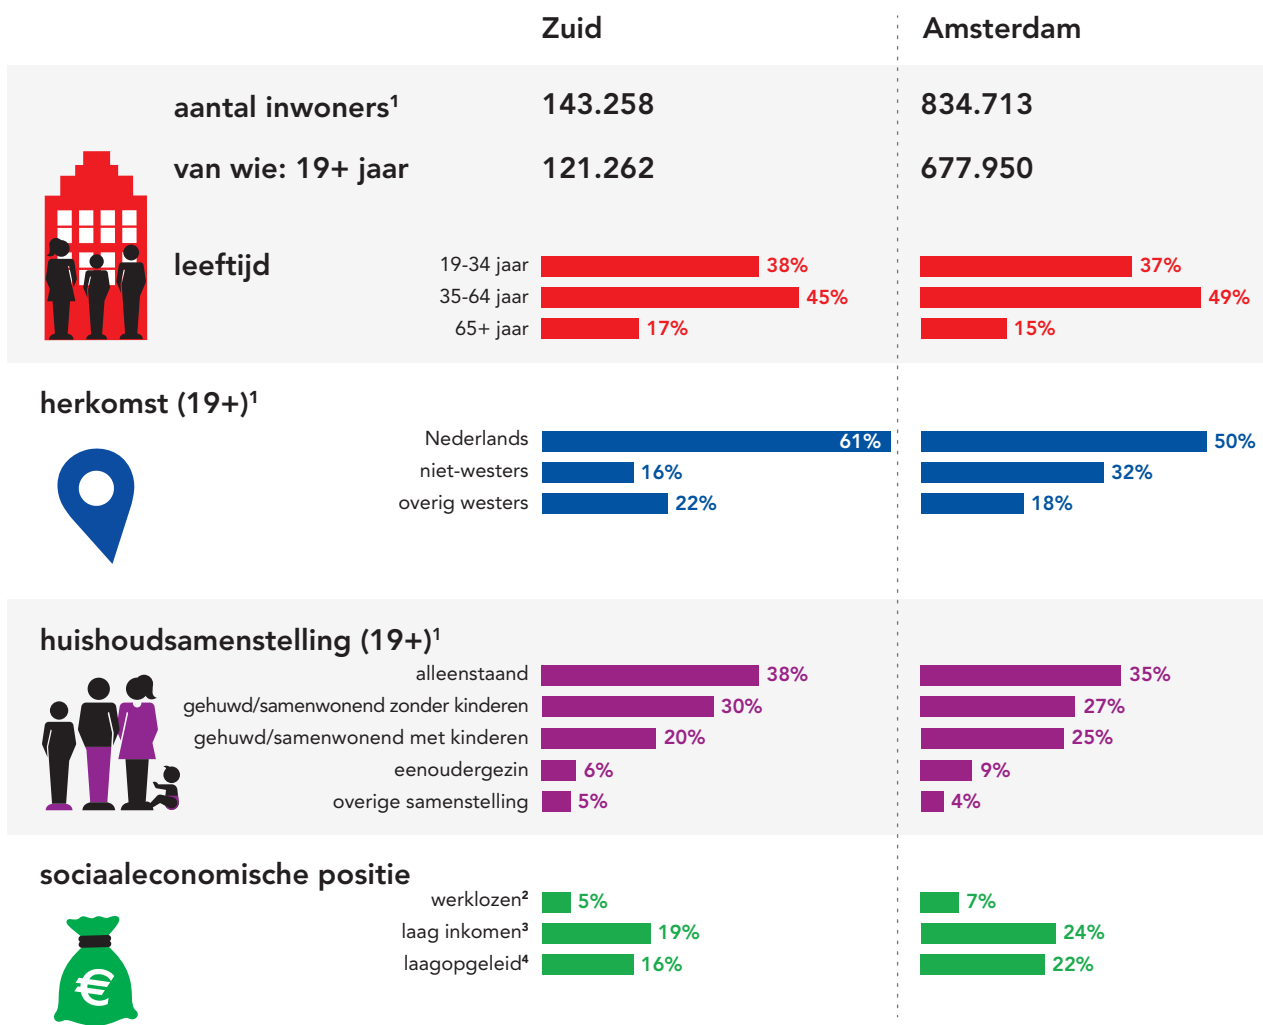 Zuid Amsterdam
aantal inwoners¹ 143.258 834.713
van wie: 19+ jaar 121.262 677.950
leeftijd 19-34 jaar 38% 37%
35-64 jaar 45% 49%
65+ jaar 17% 15%
herkomst (19+)¹
Nederlands 61% 50%
niet-westers 16% 32%
overig westers 22% 18%
huishoudsamenstelling (19+)¹
alleenstaand 38% 35%
gehuwd/samenwonend zonder kinderen 30% 27%
gehuwd/samenwonend met kinderen 20% 25%
eenoudergezin 6% 9%
overige samenstelling 5% 4%
sociaaleconomische positie
werklozen² 5% 7%
laag inkomen³ 19% 24%
laagopgeleid⁴ 16% 22%
€